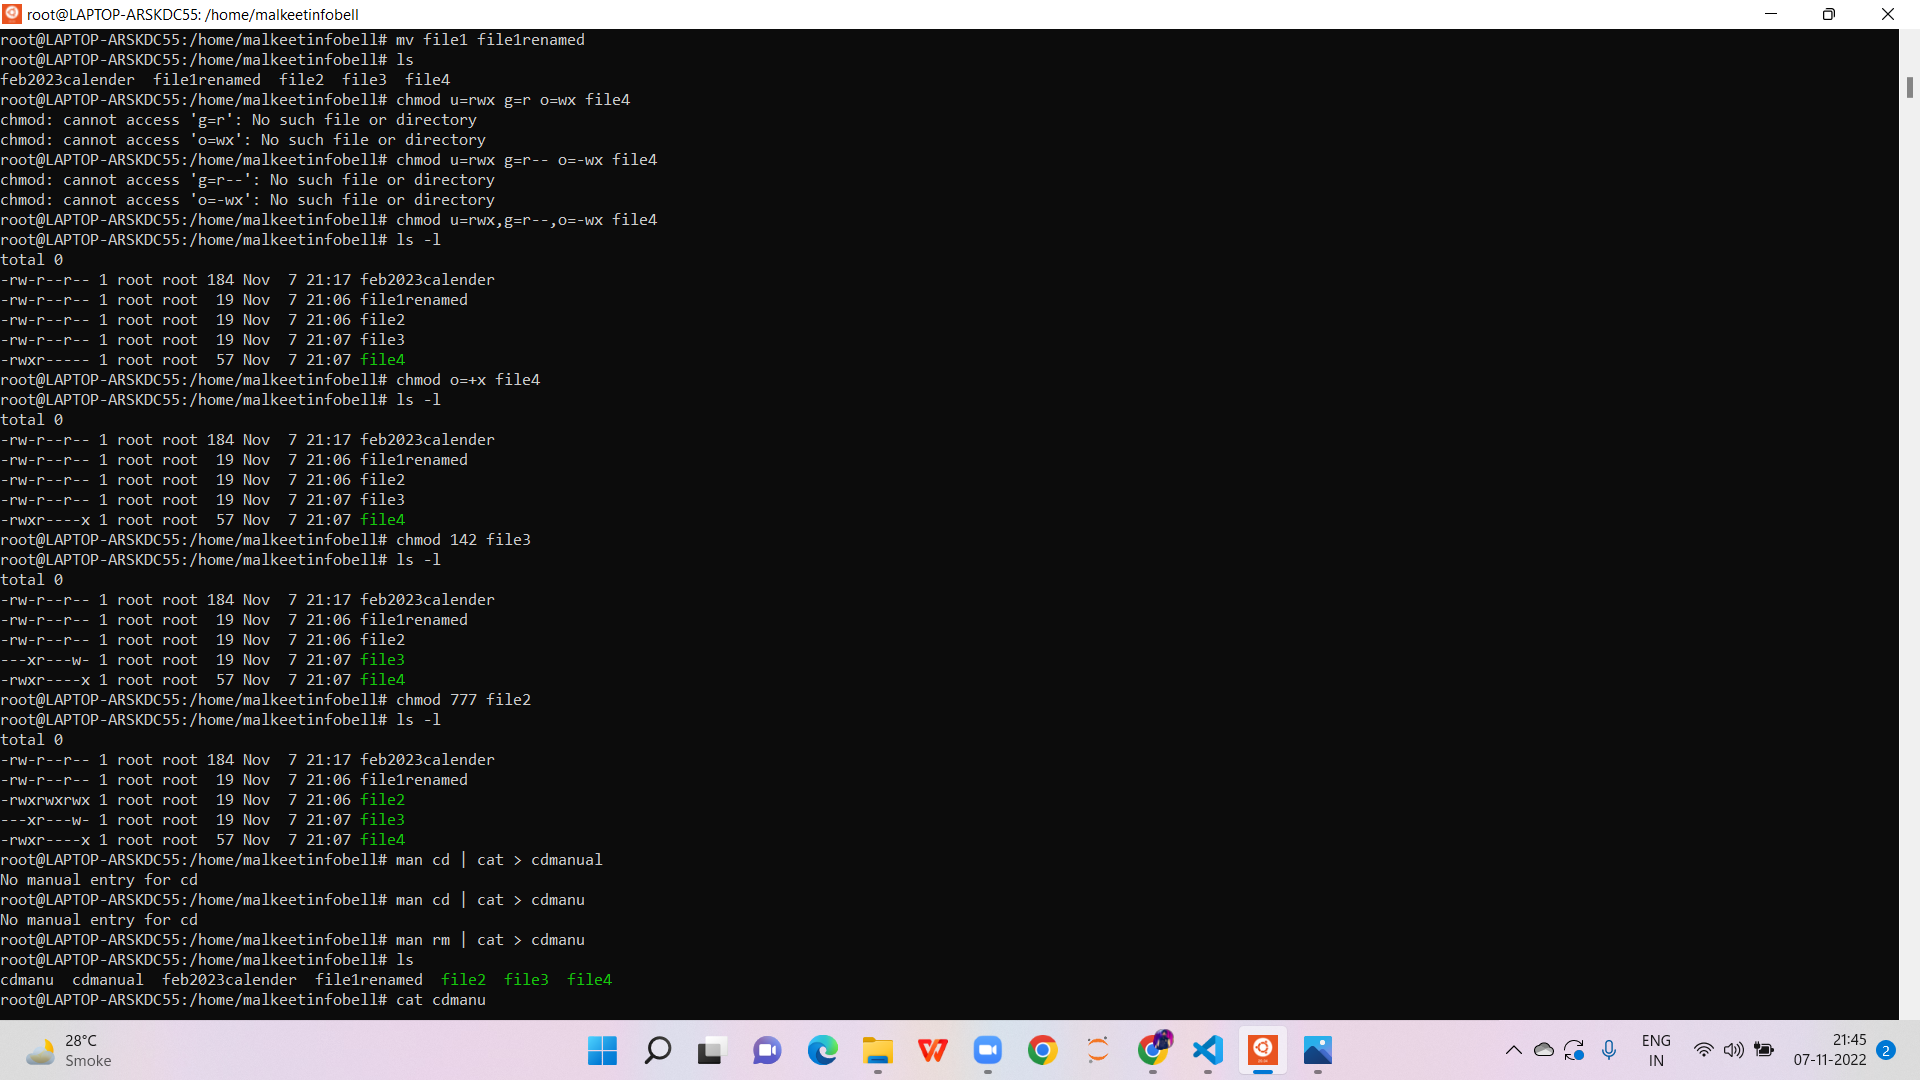 root@LAPTOP-ARSKDC55: /home/malkeetinfobell
root@LAPTOP-ARSKDC55:/home/malkeetinfobell# mv file1 file1renamed
root@LAPTOP-ARSKDC55:/home/malkeetinfobell# ls
feb2023calender  file1renamed  file2  file3  file4
root@LAPTOP-ARSKDC55:/home/malkeetinfobell# chmod u=rwx g=r o=wx file4
chmod: cannot access 'g=r': No such file or directory
chmod: cannot access 'o=wx': No such file or directory
root@LAPTOP-ARSKDC55:/home/malkeetinfobell# chmod u=rwx g=r-- o=-wx file4
chmod: cannot access 'g=r--': No such file or directory
chmod: cannot access 'o=-wx': No such file or directory
root@LAPTOP-ARSKDC55:/home/malkeetinfobell# chmod u=rwx,g=r--,o=-wx file4
root@LAPTOP-ARSKDC55:/home/malkeetinfobell# ls -l
total 0
-rw-r--r-- 1 root root 184 Nov  7 21:17 feb2023calender
-rw-r--r-- 1 root root  19 Nov  7 21:06 file1renamed
-rw-r--r-- 1 root root  19 Nov  7 21:06 file2
-rw-r--r-- 1 root root  19 Nov  7 21:07 file3
-rwxr----- 1 root root  57 Nov  7 21:07 file4
root@LAPTOP-ARSKDC55:/home/malkeetinfobell# chmod o=+x file4
root@LAPTOP-ARSKDC55:/home/malkeetinfobell# ls -l
total 0
-rw-r--r-- 1 root root 184 Nov  7 21:17 feb2023calender
-rw-r--r-- 1 root root  19 Nov  7 21:06 file1renamed
-rw-r--r-- 1 root root  19 Nov  7 21:06 file2
-rw-r--r-- 1 root root  19 Nov  7 21:07 file3
-rwxr----x 1 root root  57 Nov  7 21:07 file4
root@LAPTOP-ARSKDC55:/home/malkeetinfobell# chmod 142 file3
root@LAPTOP-ARSKDC55:/home/malkeetinfobell# ls -l
total 0
-rw-r--r-- 1 root root 184 Nov  7 21:17 feb2023calender
-rw-r--r-- 1 root root  19 Nov  7 21:06 file1renamed
-rw-r--r-- 1 root root  19 Nov  7 21:06 file2
---xr---w- 1 root root  19 Nov  7 21:07 file3
-rwxr----x 1 root root  57 Nov  7 21:07 file4
root@LAPTOP-ARSKDC55:/home/malkeetinfobell# chmod 777 file2
root@LAPTOP-ARSKDC55:/home/malkeetinfobell# ls -l
total 0
-rw-r--r-- 1 root root 184 Nov  7 21:17 feb2023calender
-rw-r--r-- 1 root root  19 Nov  7 21:06 file1renamed
-rwxrwxrwx 1 root root  19 Nov  7 21:06 file2
---xr---w- 1 root root  19 Nov  7 21:07 file3
-rwxr----x 1 root root  57 Nov  7 21:07 file4
root@LAPTOP-ARSKDC55:/home/malkeetinfobell# man cd | cat > cdmanual
No manual entry for cd
root@LAPTOP-ARSKDC55:/home/malkeetinfobell# man cd | cat > cdmanu
No manual entry for cd
root@LAPTOP-ARSKDC55:/home/malkeetinfobell# man rm | cat > cdmanu
root@LAPTOP-ARSKDC55:/home/malkeetinfobell# ls
cdmanu  cdmanual  feb2023calender  file1renamed  file2  file3  file4
root@LAPTOP-ARSKDC55:/home/malkeetinfobell# cat cdmanu
28°C
Smoke
ENG
IN
21:45
07-11-2022
2